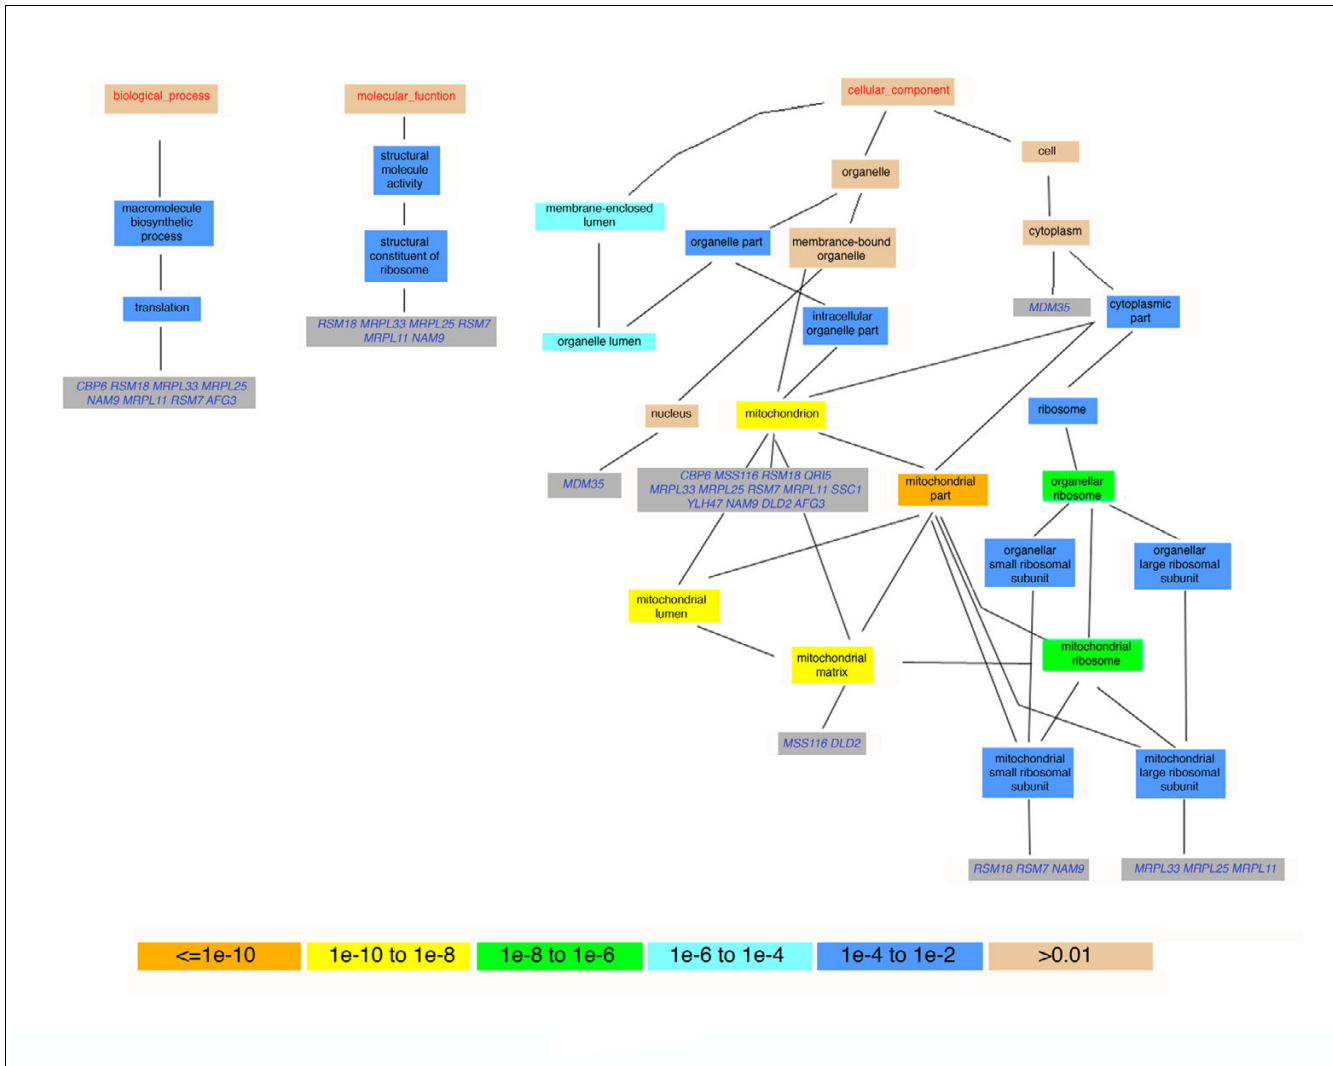 biological_process
macromolecule
biosynthetic
process
translation
CBP6 RSM18 MRPL33 MRPL25
NAM9 MRPL11 RSM7 AFG3
molecular_fucntion
structural
molecule
activity
structural
constituent of
ribosome
RSM18 MRPL33 MRPL25 RSM7
MRPL11 NAM9
cellular_component
organelle
cell
membrane-enclosed
lumen
organelle part
membrance-bound
organelle
cytoplasm
MDM35
cytoplasmic
part
intracellular
organelle part
organelle lumen
nucleus
mitochondrion
ribosome
MDM35
CBP6 MSS116 RSM18 QRI5
MRPL33 MRPL25 RSM7 MRPL11 SSC1
YLH47 NAM9 DLD2 AFG3
mitochondrial
part
organellar
ribosome
organellar
small ribosomal
subunit
organellar
large ribosomal
subunit
mitochondrial
lumen
mitochondrial
matrix
mitochondrial
ribosome
MSS116 DLD2
mitochondrial
small ribosomal
subunit
mitochondrial
large ribosomal
subunit
RSM18 RSM7 NAM9
MRPL33 MRPL25 MRPL11
<=1e-10
1e-10 to 1e-8
1e-8 to 1e-6
1e-6 to 1e-4
1e-4 to 1e-2
>0.01